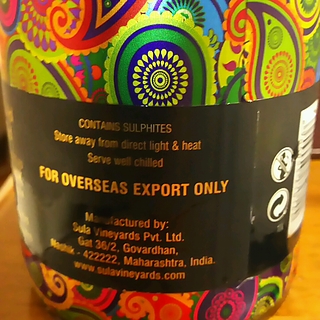 CONTAINS SULPHITES
Store away from direct light & heat
Serve well chilled
FOR OVERSEAS EXPORT ONLY
Manufactured by:
Sula Vineyards Pvt. Ltd.
Gat 36/2, Govardhan,
Nashik - 422222, Maharashtra, India.
www.sulavineyards.com